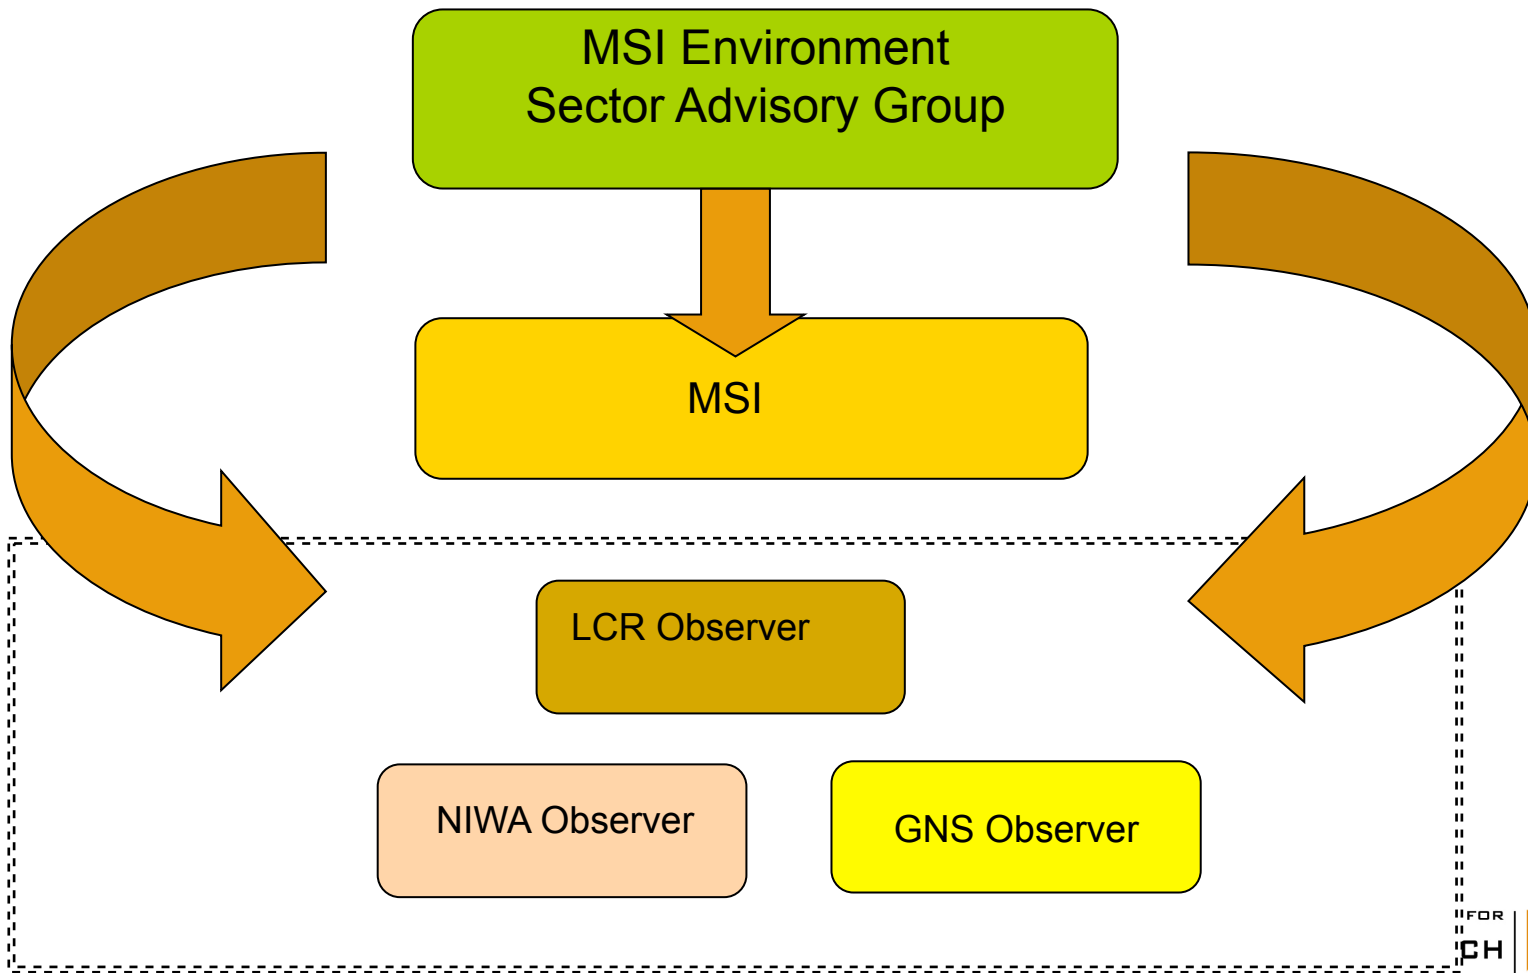 MSI Environment
Sector Advisory Group
MSI
LCR Observer
NIWA Observer
GNS Observer
FOR
CH